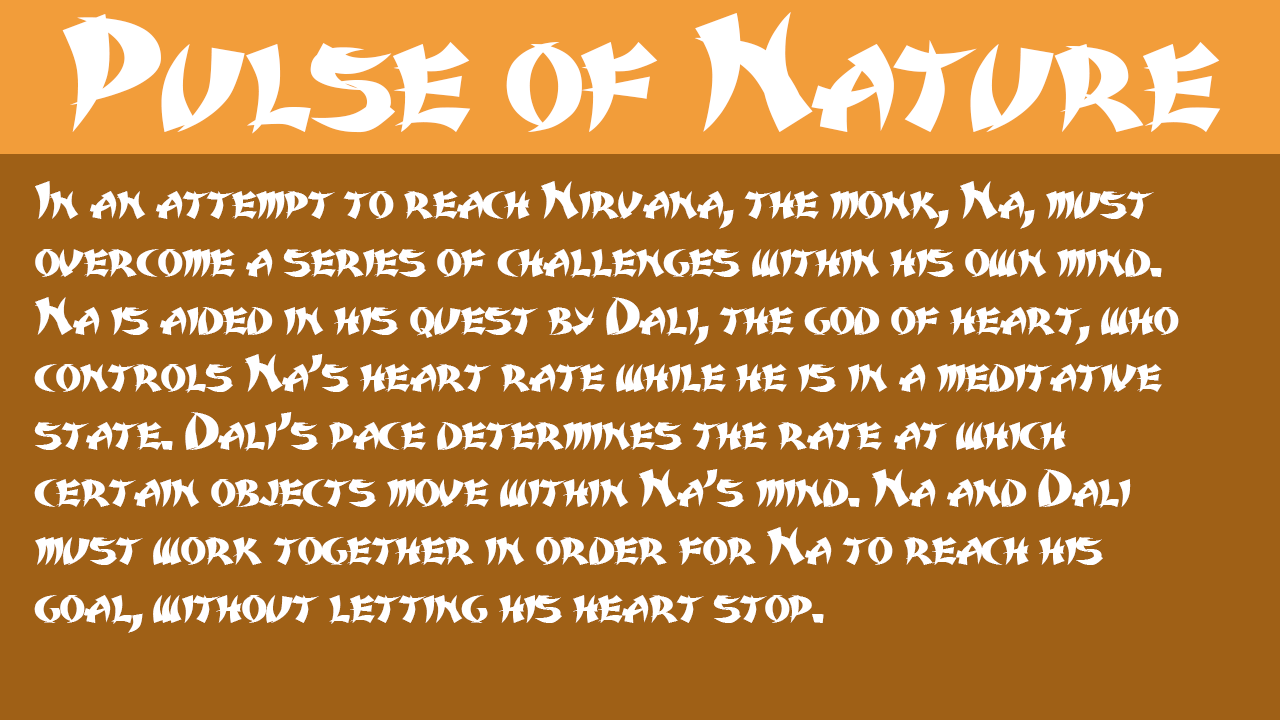 Pulse of Nature
In an attempt to reach Nirvana, the monk, Na, must
overcome a series of challenges within his own mind.
Na is aided in his quest by Dali, the god of heart, who
controls Na's heart rate while he is in a meditative
state. Dali's pace determines the rate at which
certain objects move within Na's mind. Na and Dali
must work together in order for Na to reach his
goal, without letting his heart stop.